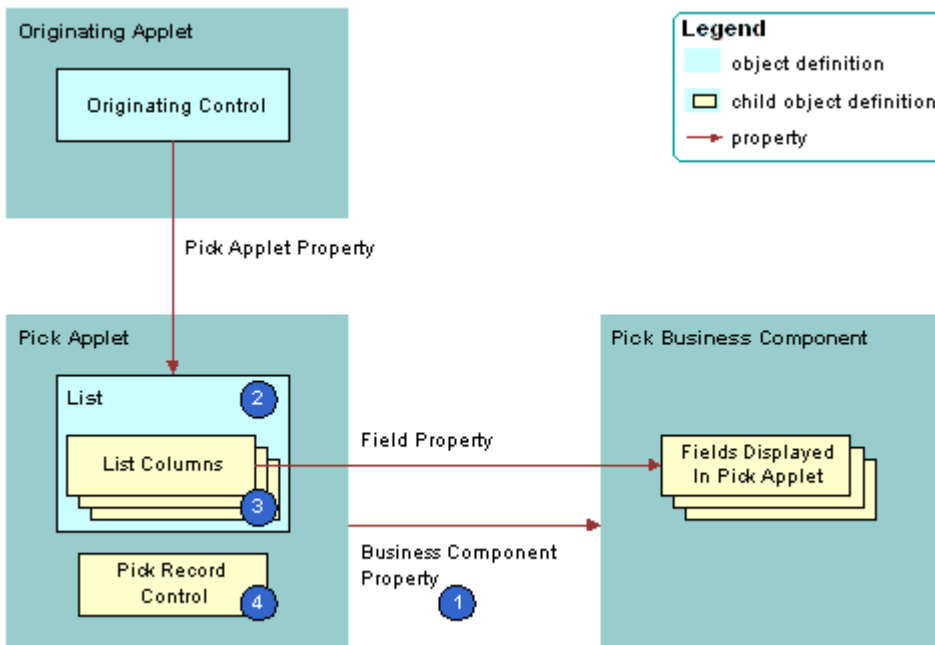 Originating Applet
Originating Control
Legend
object definition
child object definition
property
Pick Applet Property
Pick Applet
List
2
List Columns
3
Pick Record
Control
4
Field Property
Business Component
Property
1
Pick Business Component
Fields Displayed
In Pick Applet